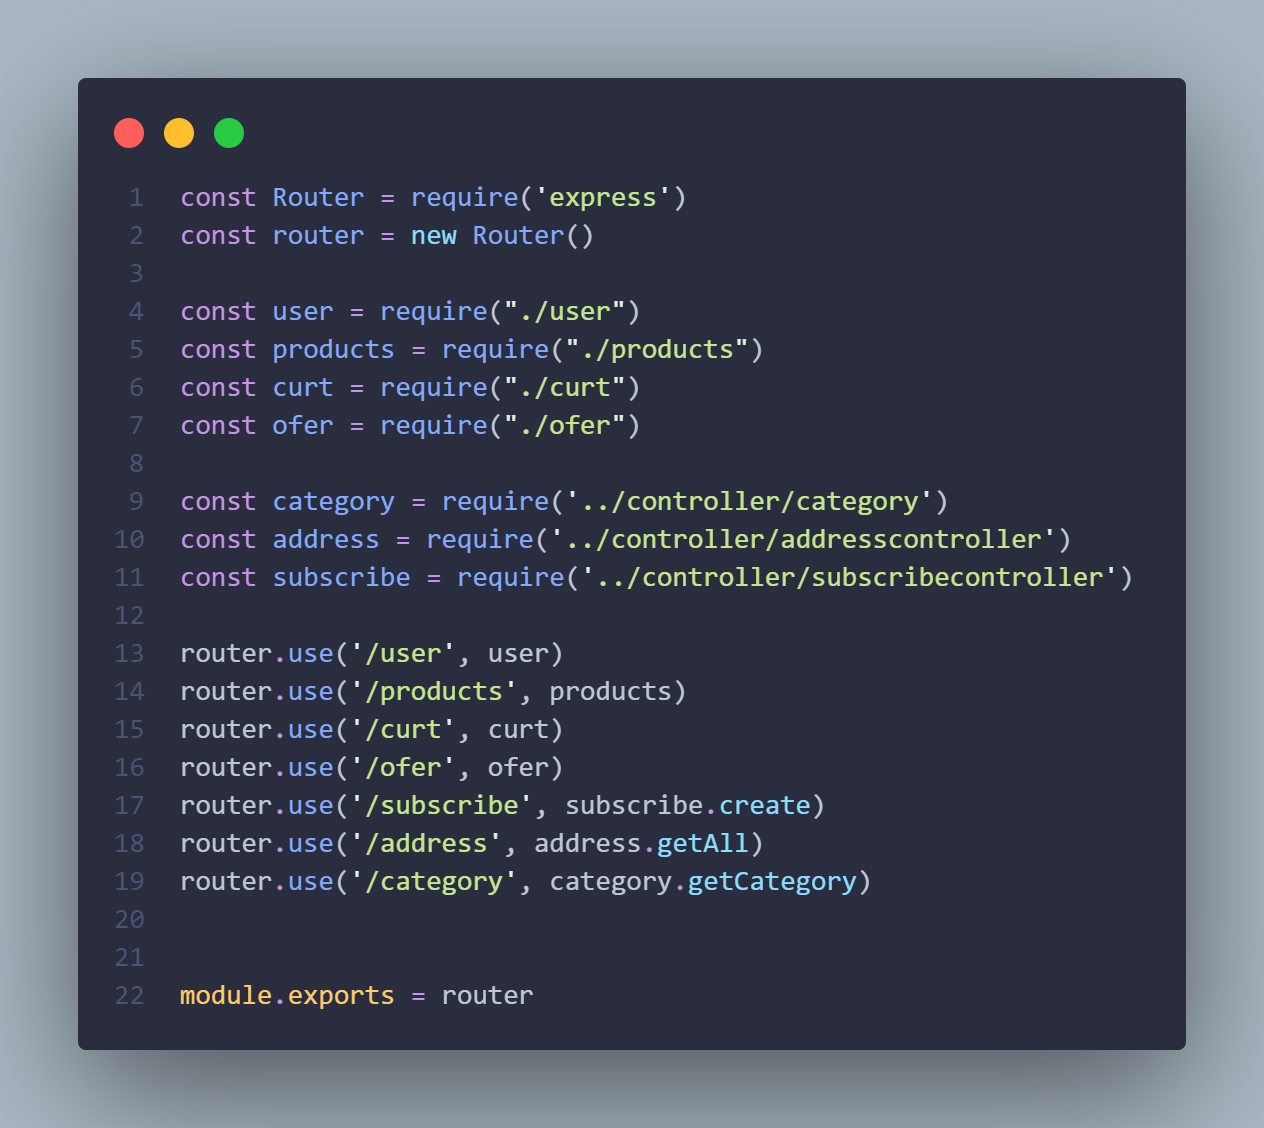 1 const Router = require('express')
2 const router = new Router()
3
4 const user = require("./user")
5 const products = require("./products")
6 const curt = require("./curt")
7 const ofer = require("./ofer")
8
9 const category = require('../controller/category')
10 const address = require('../controller/addresscontroller')
11 const subscribe = require('../controller/subscribecontroller')
12
13 router.use('/user', user)
14 router.use('/products', products)
15 router.use('/curt', curt)
16 router.use('/ofer', ofer)
17 router.use('/subscribe', subscribe.create)
18 router.use('/address', address.getAll)
19 router.use('/category', category.getCategory)
20
21
22 module.exports = router